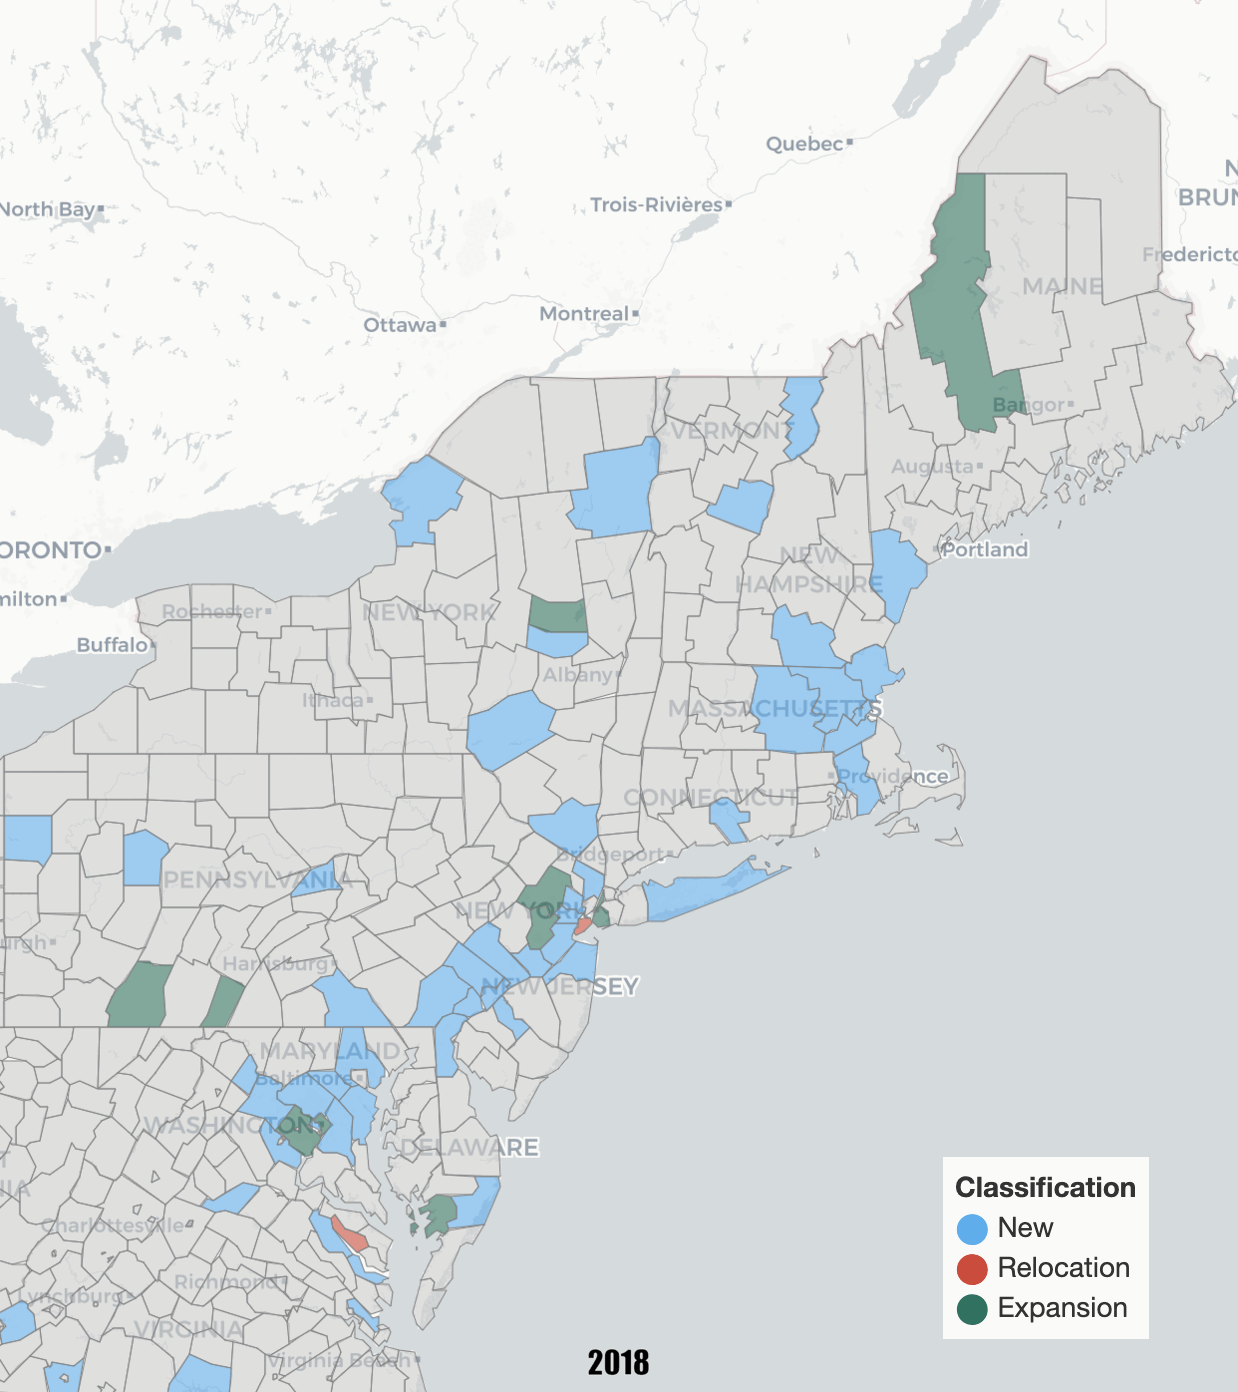 Quebec
North Bay
Trois-Rivières
BRUN
MAINE
Ottawa
Montreal
Bangor
VERMONT
Augusta
ORONTO
Portland
NEW
HAMPSHIRE
milton
Rochester
NEW YORK
Buffalo
Albany
Ithaca
MASSACHUSETTS
Providence
CONNECTICUT
Bridgeport
PENNSYLVANIA
NEW YORK
urgh
Harrisburg
NEW JERSEY
MARYLAND
Baltimore
WASHINGTON
DELAWARE
Charlottesville
Richmond
Lynchburg
VIRGINIA
Virginia Beach
Classification
New
Relocation
Expansion
2018